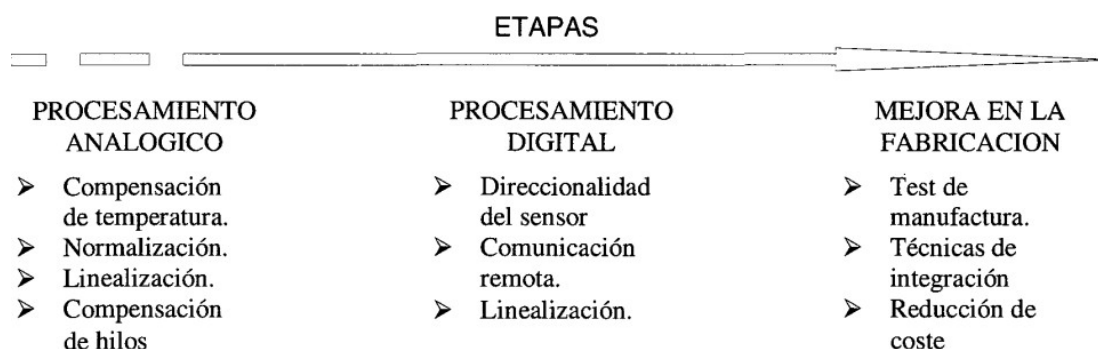 ETAPAS
PROCESAMIENTO
ANALOGICO
➤ Compensación
de temperatura.
➤ Normalización.
➤ Linealización.
➤ Compensación
de hilos
PROCESAMIENTO
DIGITAL
➤ Direccionalidad
del sensor
➤ Comunicación
remota.
➤ Linealización.
MEJORA EN LA
FABRICACION
➤ Test de
manufactura.
➤ Técnicas de
integración
➤ Reducción de
coste